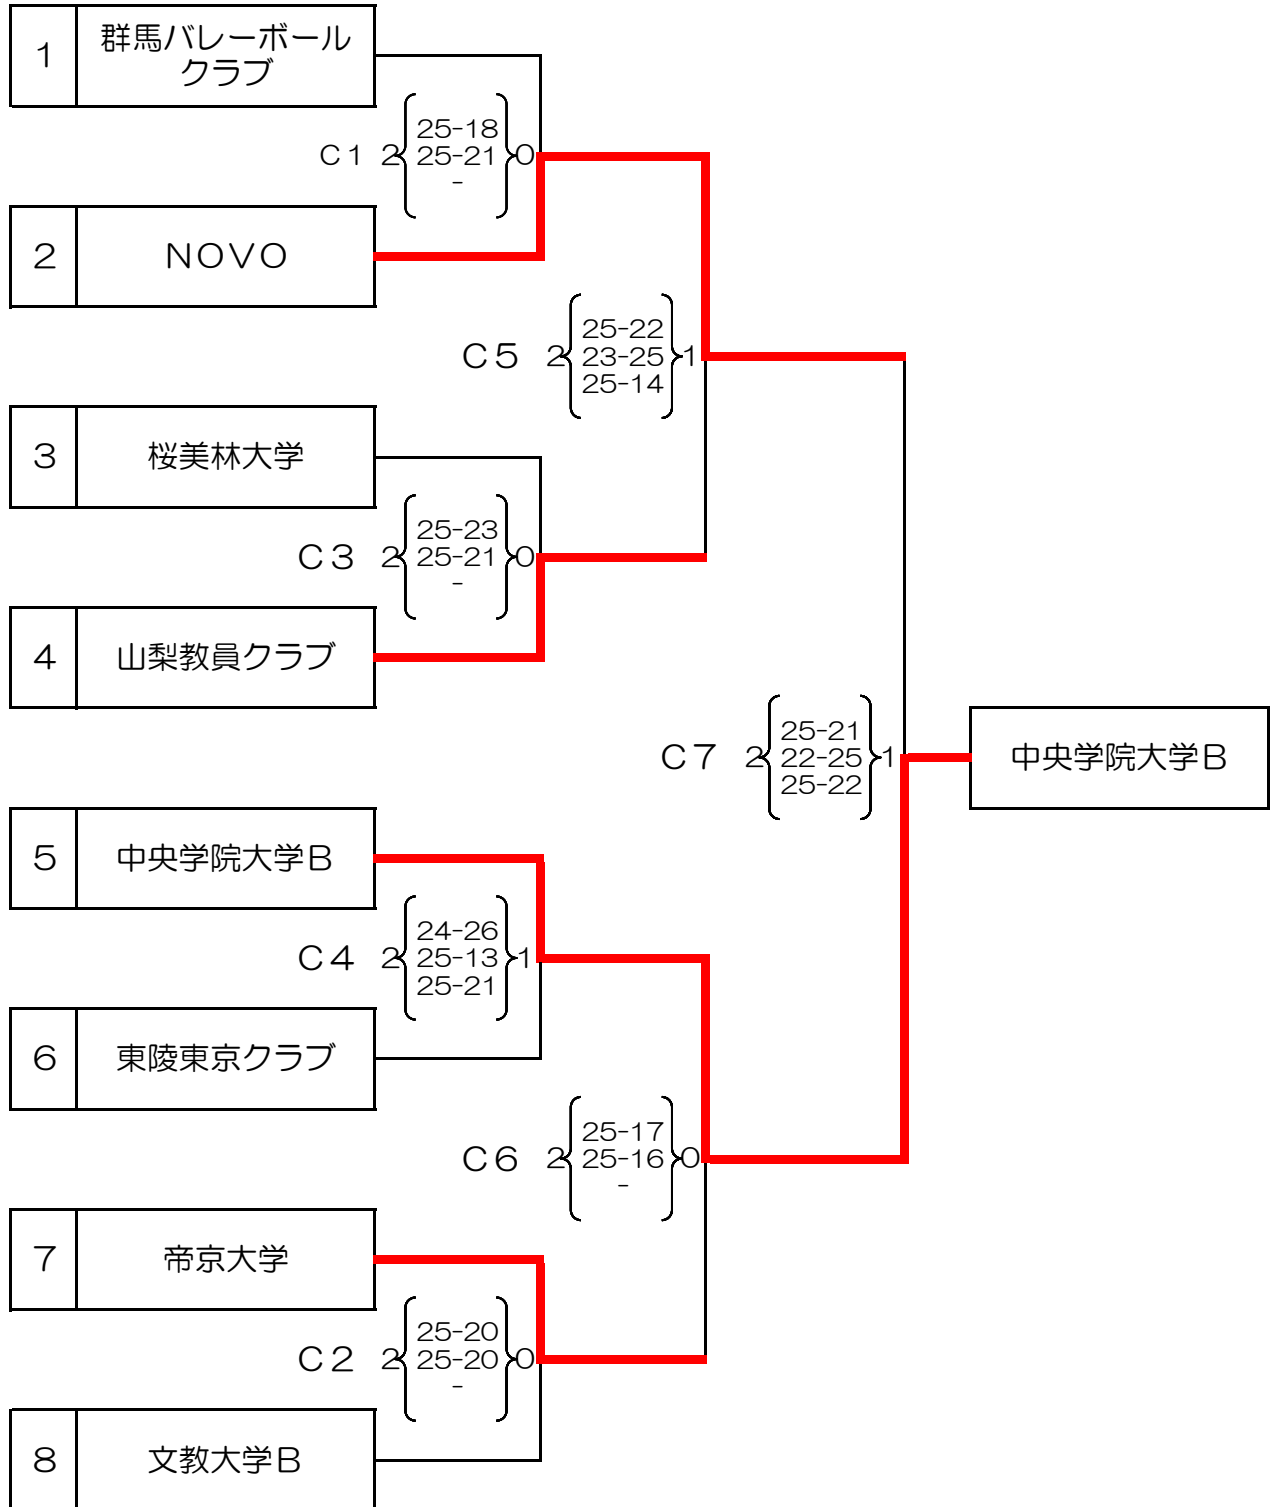 1
群馬バレーボール
クラブ
C1 2 25-18
25-21
- 0
2
NOVO
C5 2 25-22
23-25
25-14 1
3
桜美林大学
C3 2 25-23
25-21
- 0
4
山梨教員クラブ
C7 2 25-21
22-25
25-22 1
中央学院大学B
5
中央学院大学B
C4 2 24-26
25-13
25-21 1
6
東陵東京クラブ
C6 2 25-17
25-16
- 0
7
帝京大学
C2 2 25-20
25-20
- 0
8
文教大学B